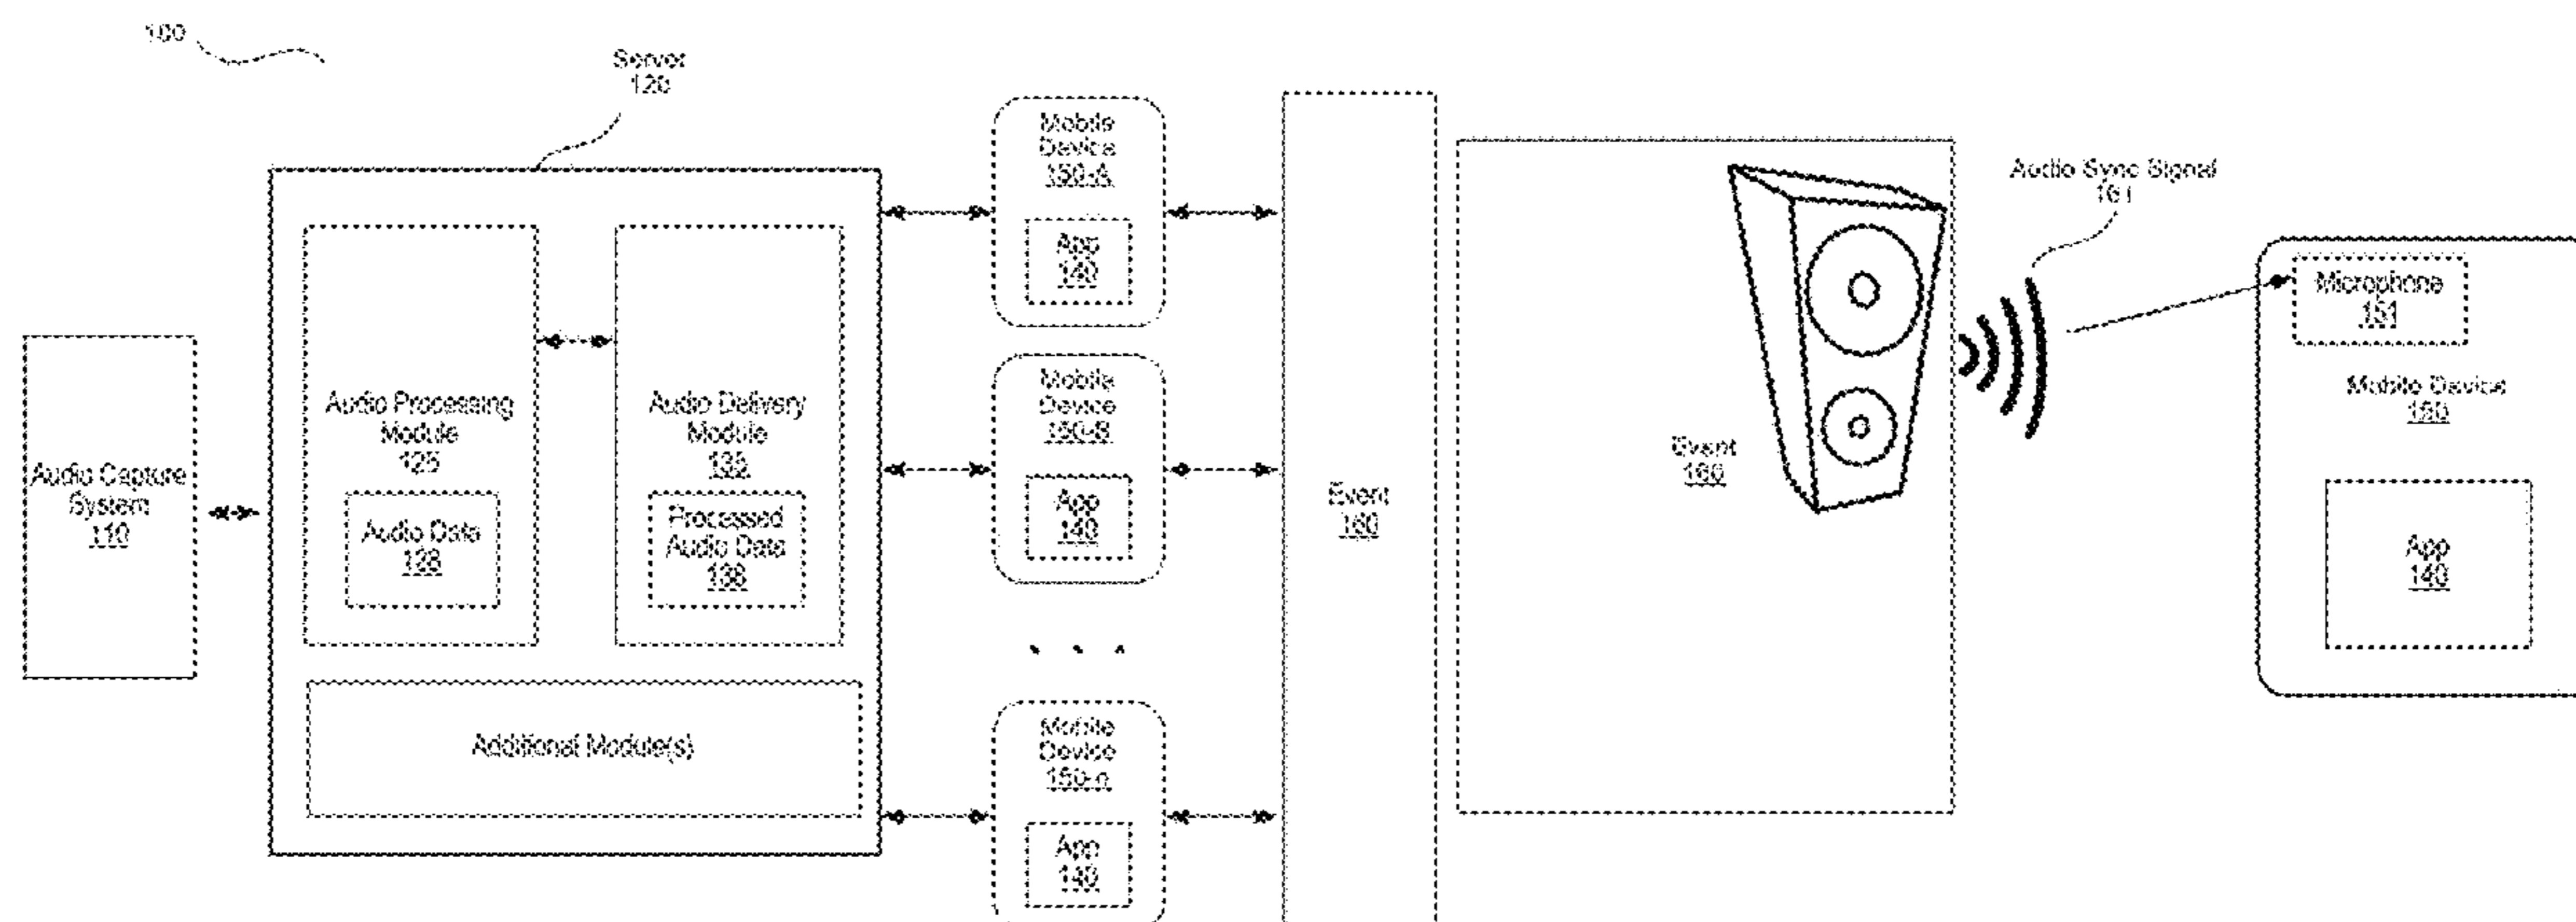 100
Server
120
Audio Capture
System
110
Audio Processing
Module
125
Audio Data
128
Audio Delivery
Module
135
Processed
Audio Data
138
Additional Module(s)
Mobile
Device
150-A
App
140
Mobile
Device
150-B
App
140
. . .
Mobile
Device
150-n
App
140
Event
160
Event
160
Audio Sync Signal
161
Microphone
151
Mobile Device
150
App
140